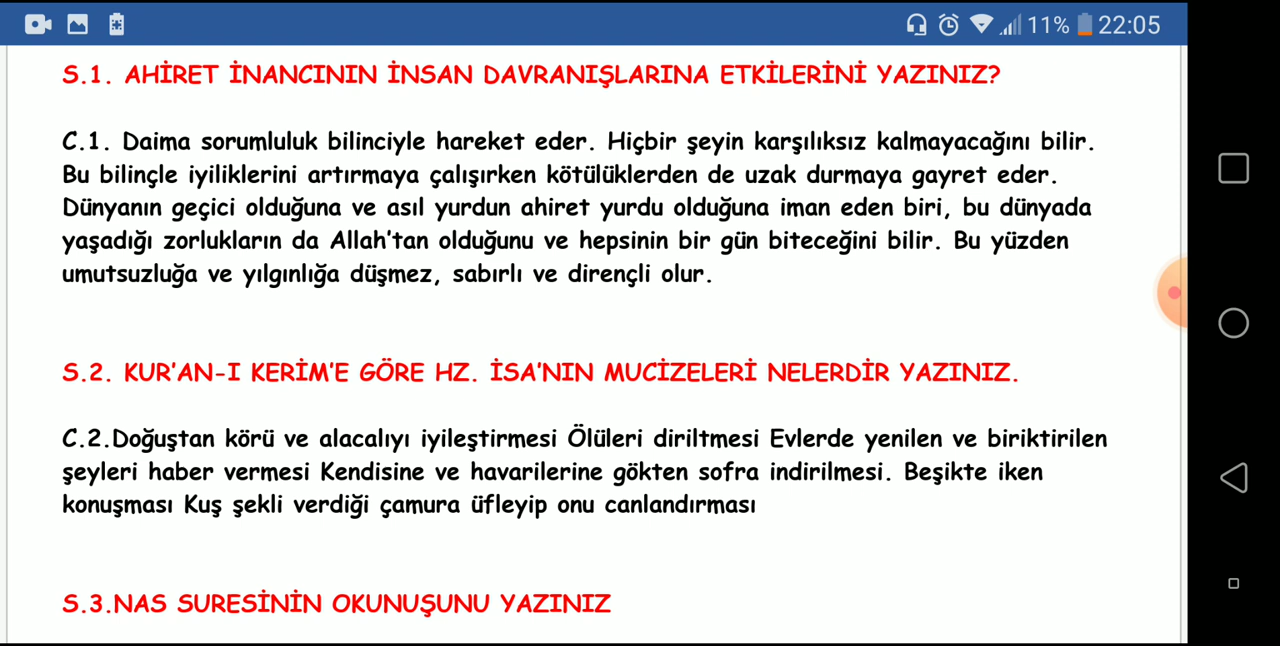 11% 22:05
S.1. AHİRET İNANCININ İNSAN DAVRANIŞLARINA ETKİLERİNİ YAZINIZ?
C.1. Daima sorumluluk bilinciyle hareket eder. Hiçbir şeyin karşılıksız kalmayacağını bilir.
Bu bilinçle iyiliklerini artırmaya çalışırken kötülüklerden de uzak durmaya gayret eder.
Dünyanın geçici olduğuna ve asıl yurdun ahiret yurdu olduğuna iman eden biri, bu dünyada
yaşadığı zorlukların da Allah'tan olduğunu ve hepsinin bir gün biteceğini bilir. Bu yüzden
umutsuzluğa ve yılgınlığa düşmez, sabırlı ve dirençli olur.
S.2. KUR'AN-I KERİM'E GÖRE HZ. İSA'NIN MUCİZELERİ NELERDİR YAZINIZ.
C.2.Doğuştan körü ve alacalıyı iyileştirmesi Ölüleri diriltmesi Evlerde yenilen ve biriktirilen
şeyleri haber vermesi Kendisine ve havarilerine gökten sofra indirilmesi. Beşikte iken
konuşması Kuş şekli verdiği çamura üfleyip onu canlandırması
S.3.NAS SURESİNİN OKUNUŞUNU YAZINIZ